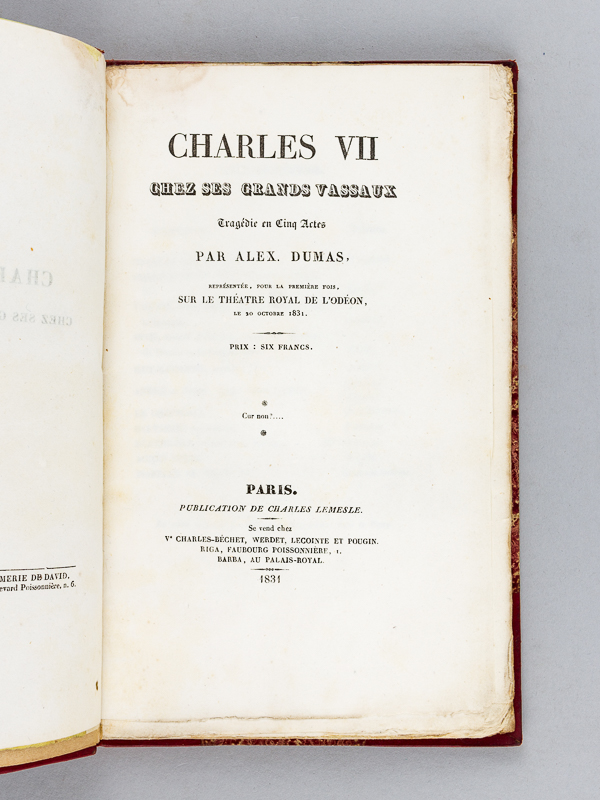 MERIE DE DAVID,
evard Poissonnière, n. 6.
CHARLES VII
CHEZ SES GRANDS VASSAUX
Tragédie en Cinq Actes
PAR ALEX. DUMAS,
REPRÉSENTÉE, POUR LA PREMIÈRE FOIS,
SUR LE THÉATRE ROYAL DE L'ODÉON,
LE 20 OCTOBRE 1831.
PRIX : SIX FRANCS.
Cur non?....
PARIS.
PUBLICATION DE CHARLES LEMESLE.
Se vend chez
Ve CHARLES-BÉCHET, WERDET, LECOINTE ET POUGIN.
RIGA, FAUBOURG POISSONNIÈRE, 1.
BARBA, AU PALAIS-ROYAL.
1831